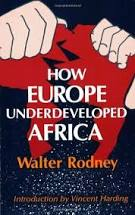 HOW
EUROPE
UNDERDEVELOPED
AFRICA
Walter Rodney
Introduction by Vincent Harding